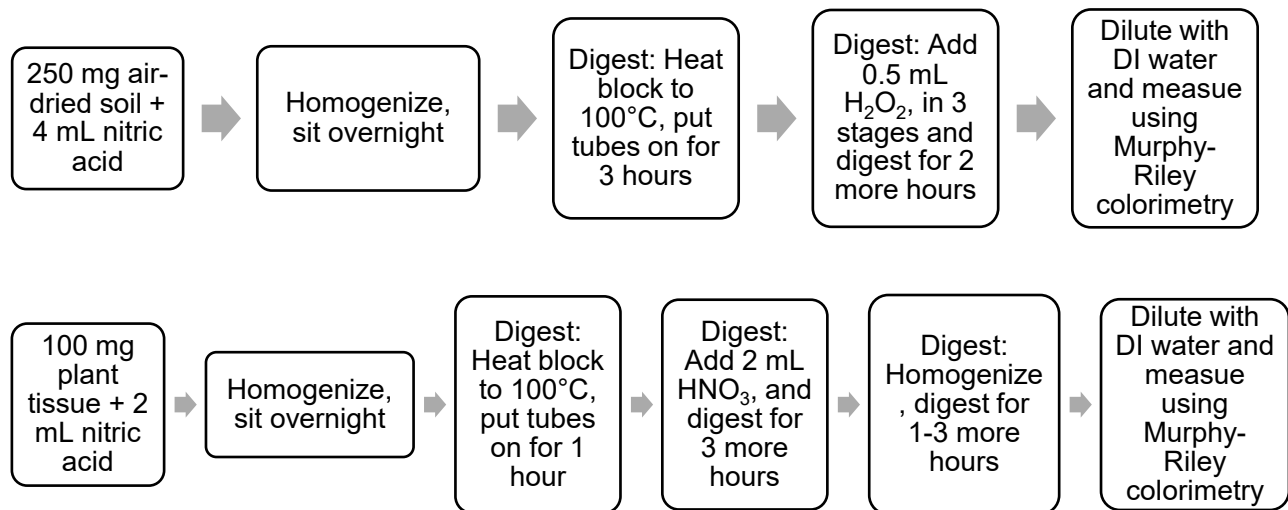 250 mg air-
dried soil +
4 mL nitric
acid
Homogenize,
sit overnight
Digest: Heat
block to
100°C, put
tubes on for
3 hours
Digest: Add
0.5 mL
H₂O₂, in 3
stages and
digest for 2
more hours
Dilute with
DI water
and measure
using
Murphy-
Riley
colorimetry
100 mg
plant
tissue + 2
mL nitric
acid
Homogenize,
sit overnight
Digest:
Heat block
to 100°C,
put tubes
on for 1
hour
Digest:
Add 2 mL
HNO₃, and
digest for
3 more
hours
Digest:
Homogenize
, digest for
1-3 more
hours
Dilute with
DI water and
measue
using
Murphy-
Riley
colorimetry